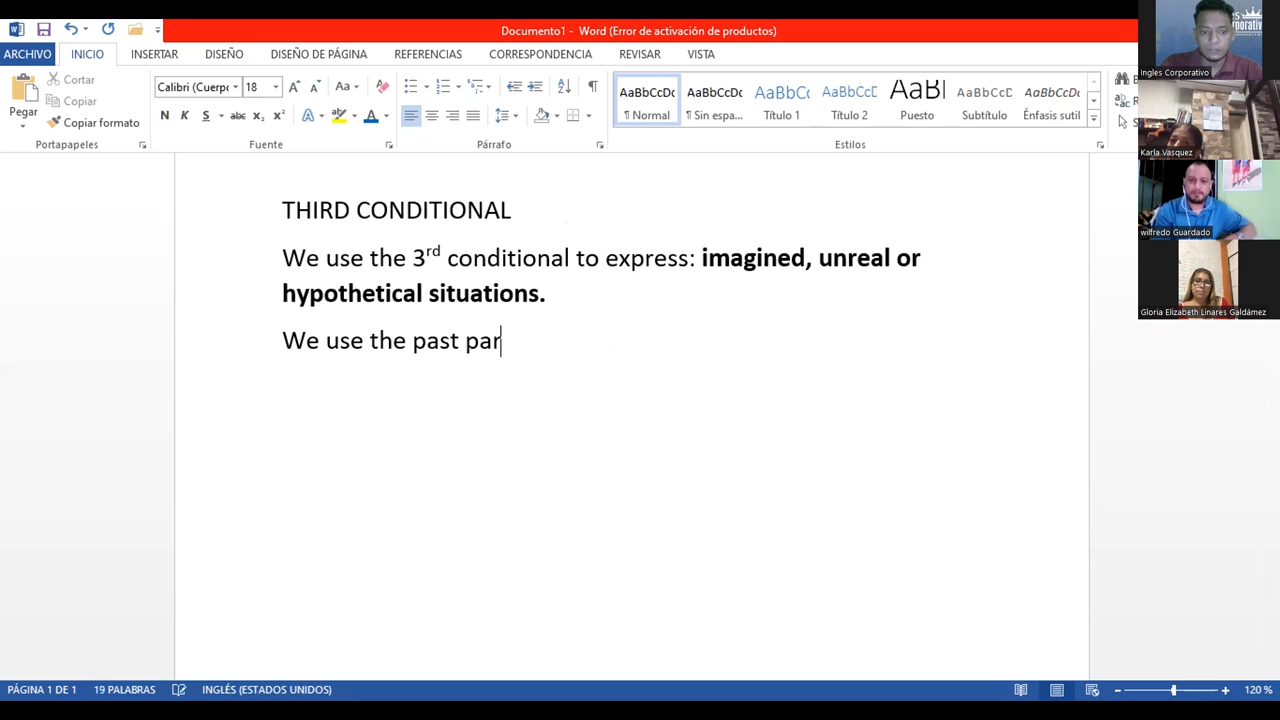 Documento1 - Word (Error de activación de productos)
ARCHIVO INICIO INSERTAR DISEÑO DISEÑO DE PÁGINA REFERENCIAS CORRESPONDENCIA REVISAR VISTA
Pegar
Cortar
Copiar
Copiar formato
Portapapeles
Calibri (Cuerpo 18
Fuente
Párrafo
AaBbCcDc AaBbCcDc AaBbCc AaBbCcD AaBl AaBbCcD AaBbCcDc
¶ Normal ¶ Sin espa... Título 1 Título 2 Puesto Subtítulo Énfasis sutil
Estilos
Ingles Corporativo
Karla Vasquez
wilfredo Guardado
Gloria Elizabeth Linares Galdámez
THIRD CONDITIONAL
We use the 3rd conditional to express: imagined, unreal or
hypothetical situations.
We use the past par
PÁGINA 1 DE 1 19 PALABRAS INGLÉS (ESTADOS UNIDOS) 120 %